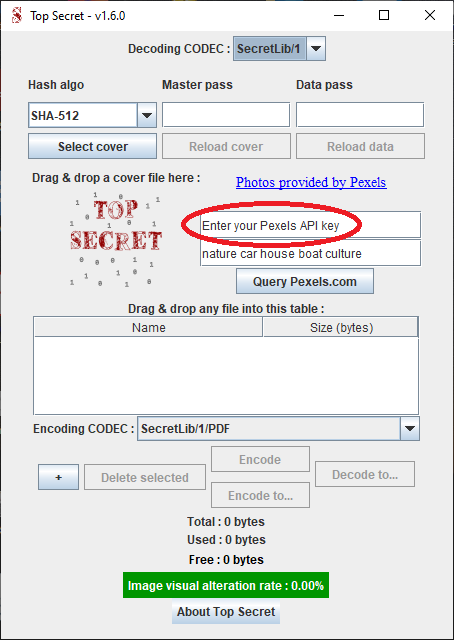 Top Secret - v1.6.0
Decoding CODEC : SecretLib/1
Hash algo Master pass Data pass
SHA-512
Select cover Reload cover Reload data
Drag & drop a cover file here :
Photos provided by Pexels
TOP
SECRET
Enter your Pexels API key
nature car house boat culture
Query Pexels.com
Drag & drop any file into this table :
Name Size (bytes)
Encoding CODEC : SecretLib/1/PDF
+ Delete selected Encode Decode to...
Encode to...
Total : 0 bytes
Used : 0 bytes
Free : 0 bytes
Image visual alteration rate : 0.00%
About Top Secret